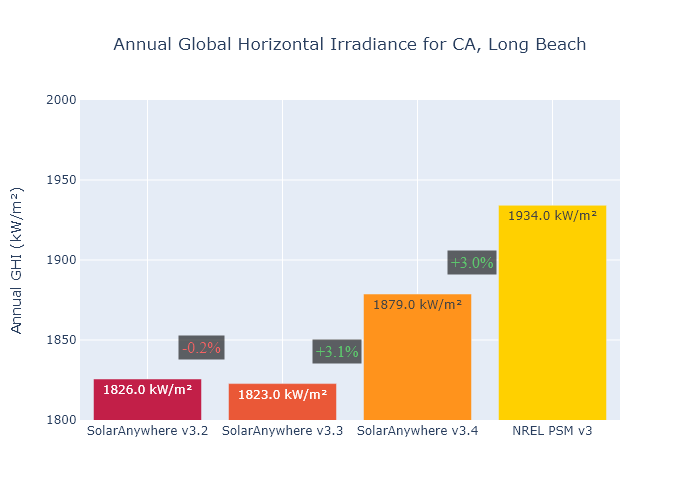 Annual Global Horizontal Irradiance for CA, Long Beach
Annual GHI (kW/m²)
2000
1950
1900
1850
1800
1934.0 kW/m²
+3.0%
1879.0 kW/m²
-0.2%
+3.1%
1826.0 kW/m²
1823.0 kW/m²
SolarAnywhere v3.2
SolarAnywhere v3.3
SolarAnywhere v3.4
NREL PSM v3